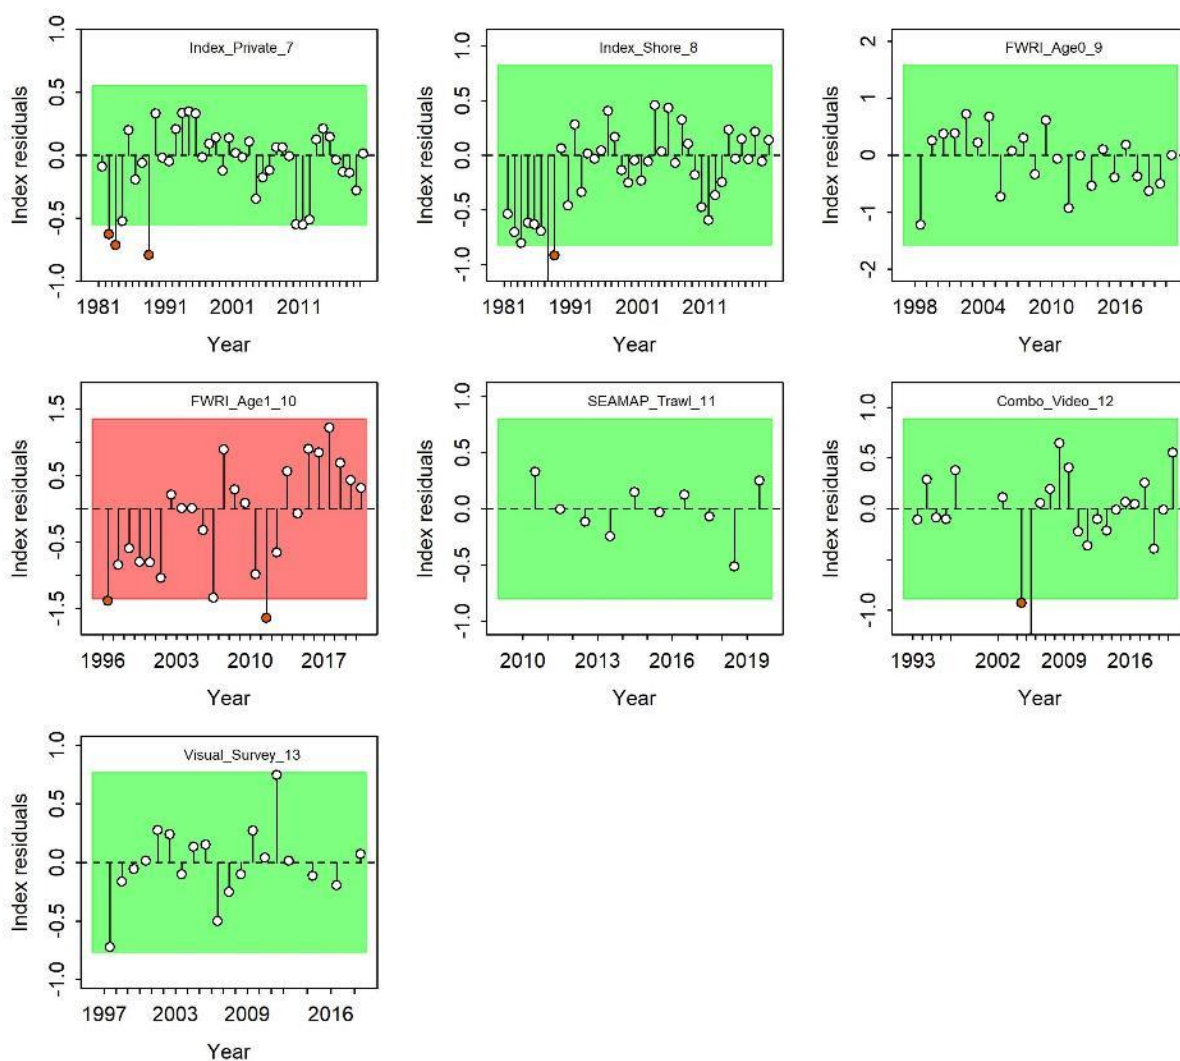 Index_Private_7
Index residuals
1.0
0.5
0.0
-0.5
-1.0
1981 1991 2001 2011
Year
Index_Shore_8
Index residuals
1.0
0.5
0.0
-0.5
-1.0
1981 1991 2001 2011
Year
FWRI_Age0_9
Index residuals
2
1
0
-1
-2
1998 2004 2010 2016
Year
FWRI_Age1_10
Index residuals
1.5
0.5
-0.5
-1.5
1996 2003 2010 2017
Year
SEAMAP_Trawl_11
Index residuals
1.0
0.5
0.0
-0.5
-1.0
2010 2013 2016 2019
Year
Combo_Video_12
Index residuals
1.0
0.5
0.0
-1.0
1993 2002 2009 2016
Year
Visual_Survey_13
Index residuals
1.0
0.5
0.0
-0.5
-1.0
1997 2003 2009 2016
Year